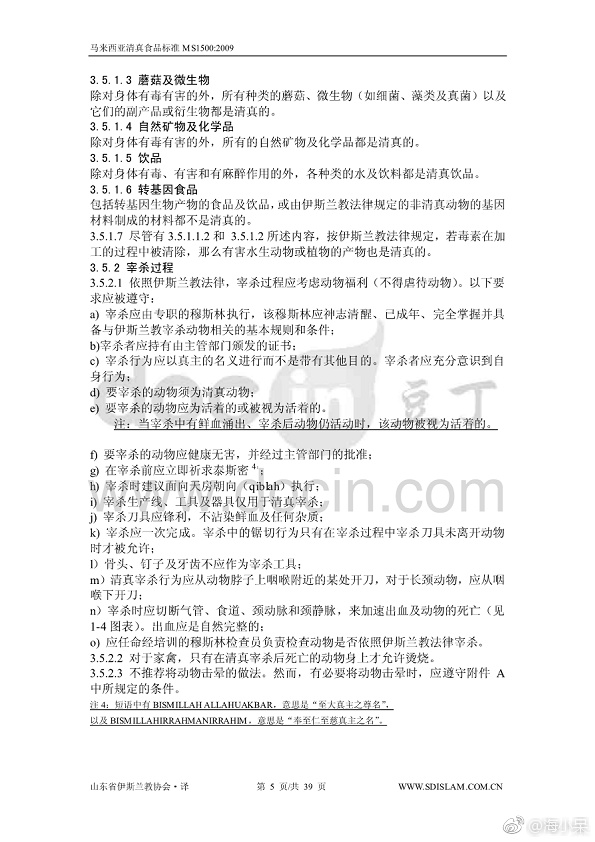 马来西亚清真食品标准 MS1500:2009
3.5.1.3 蘑菇及微生物
除对身体有毒有害的外，所有种类的蘑菇、微生物（如细菌、藻类及真菌）以及
它们的副产品或衍生物都是清真的。
3.5.1.4 自然矿物及化学品
除对身体有毒有害的外，所有的自然矿物及化学品都是清真的。
3.5.1.5 饮品
除对身体有毒、有害和有麻醉作用的外，各种类的水及饮料都是清真饮品。
3.5.1.6 转基因食品
包括转基因生物产物的食品及饮品，或由伊斯兰教法律规定的非清真动物的基因
材料制成的材料都不是清真的。
3.5.1.7 尽管有3.5.1.1.2和 3.5.1.2所述内容，按伊斯兰教法律规定，若毒素在加
工的过程中被清除，那么有害水生动物或植物的产物也是清真的。
3.5.2 宰杀过程
3.5.2.1 依照伊斯兰教法律，宰杀过程应考虑动物福利（不得虐待动物）。以下要
求应被遵守：
a) 宰杀应由专职的穆斯林执行，该穆斯林应神志清醒、已成年、完全掌握并具
备与伊斯兰教宰杀动物相关的基本规则和条件；
b)宰杀者应持有由主管部门颁发的证书；
c) 宰杀行为应以真主的名义进行而不是带有其他目的。宰杀者应充分意识到自
身行为；
d) 要宰杀的动物须为清真动物；
e) 要宰杀的动物应为活着的或被视为活着的。
注：当宰杀中有鲜血涌出、宰杀后动物仍活动时，该动物被视为活着的。
f) 要宰杀的动物应健康无害，并经过主管部门的批准；
g) 在宰杀前应立即祈求泰斯密 4；
h) 宰杀时建议面向天房朝向（qiblah）执行；
i) 宰杀生产线、工具及器具仅用于清真宰杀；
j) 宰杀刀具应锋利，不沾染鲜血及任何杂质；
k) 宰杀应一次完成。宰杀中的锯切行为只有在宰杀过程中宰杀刀具未离开动物
时才被允许；
l）骨头、钉子及牙齿不应作为宰杀工具；
m）清真宰杀行为应从动物脖子上咽喉附近的某处开刀，对于长颈动物，应从咽
喉下开刀；
n）宰杀时应切断气管、食道、颈动脉和颈静脉，来加速出血及动物的死亡（见
1-4 图表）。出血应是自然完整的；
o) 应任命经培训的穆斯林检查员负责检查动物是否依照伊斯兰教法律宰杀。
3.5.2.2 对于家禽，只有在清真宰杀后死亡的动物身上才允许烫烧。
3.5.2.3 不推荐将动物击晕的做法。然而，有必要将动物击晕时，应遵守附件 A
中所规定的条件。
注 4：短语中有 BISMILLAH ALLAHUAKBAR，意思是“至大真主之尊名”，
以及 BISMILLAHIRRAHMANIRRAHIM，意思是“奉至仁至慈真主之名”。
山东省伊斯兰教协会·译
第 5 页/共 39 页
WWW.SDISLAM.COM.CN
docin
豆丁
www.docin.com